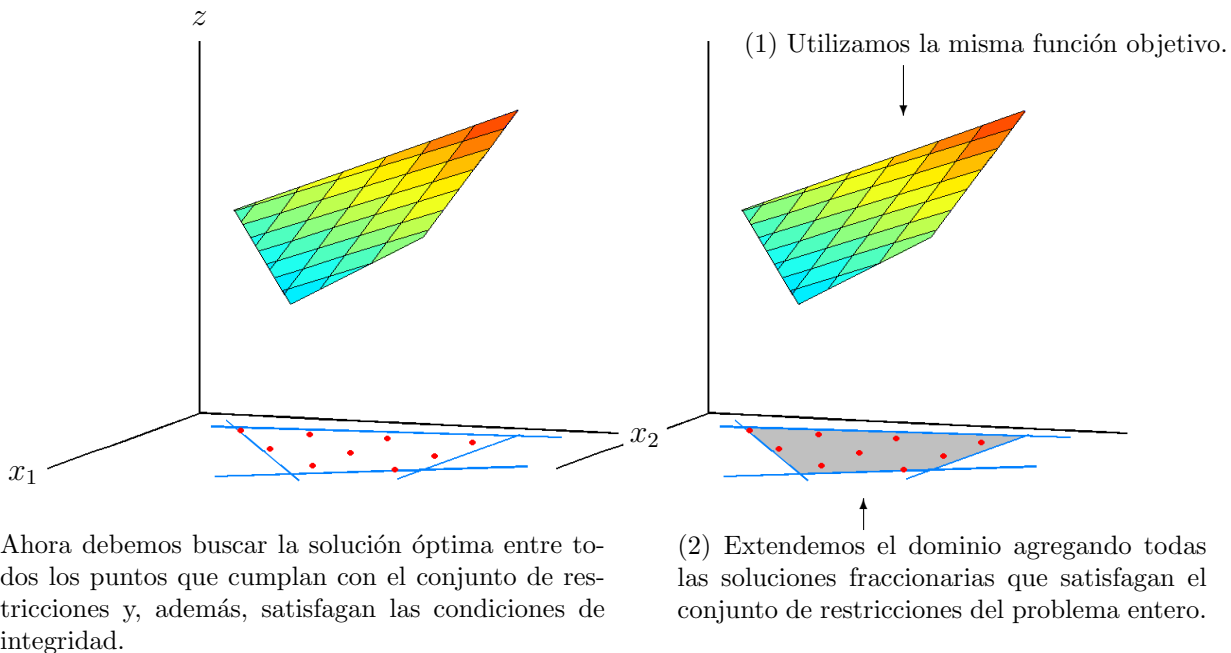 z
x1
x2
Ahora debemos buscar la solución óptima entre to-
dos los puntos que cumplan con el conjunto de res-
tricciones y, además, satisfagan las condiciones de
integridad.
(1) Utilizamos la misma función objetivo.
(2) Extendemos el dominio agregando todas
las soluciones fraccionarias que satisfagan el
conjunto de restricciones del problema entero.